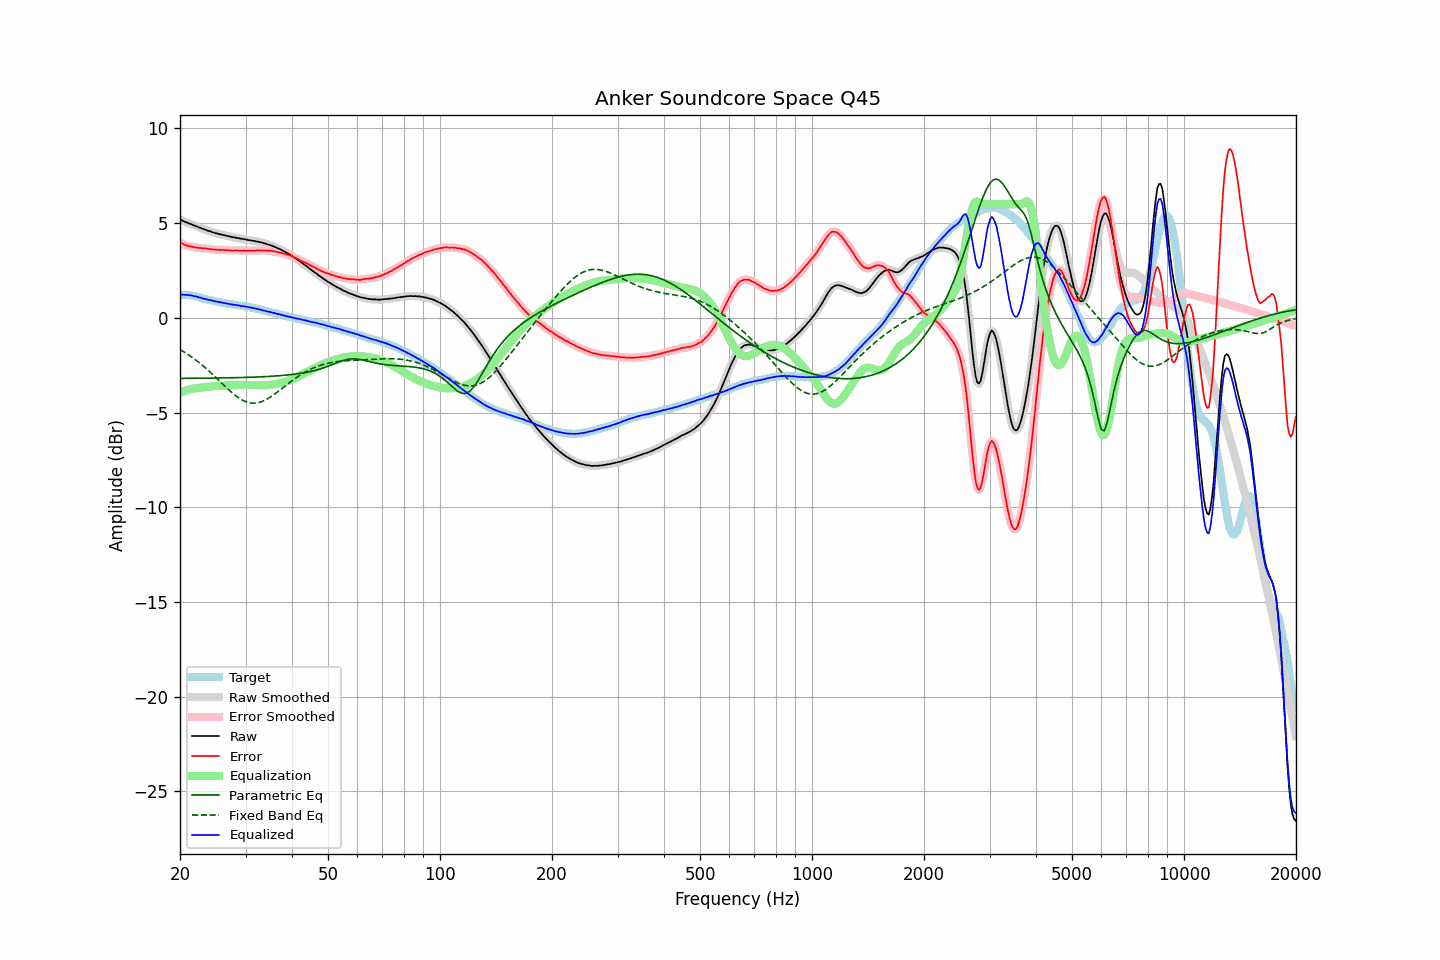 Anker Soundcore Space Q45
10
5
0
−5
−10
−15
−20
−25
Amplitude (dBr)
Target
Raw Smoothed
Error Smoothed
Raw
Error
Equalization
Parametric Eq
Fixed Band Eq
Equalized
20 50 100 200 500 1000 2000 5000 10000 20000
Frequency (Hz)